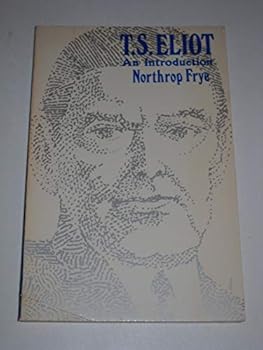 T.S. ELIOT
An Introduction
Northrop Frye